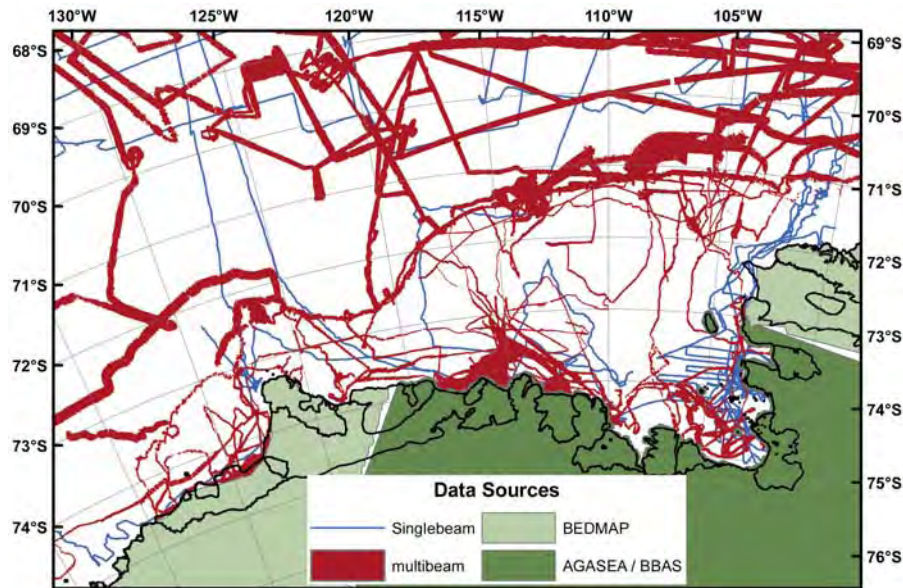 130°W 125°W 120°W 115°W 110°W 105°W
68°S 69°S
69°S 70°S
70°S 71°S
71°S 72°S
72°S 73°S
73°S 74°S
74°S 75°S
76°S
Data Sources
Singlebeam BEDMAP
multibeam AGASEA / BBAS